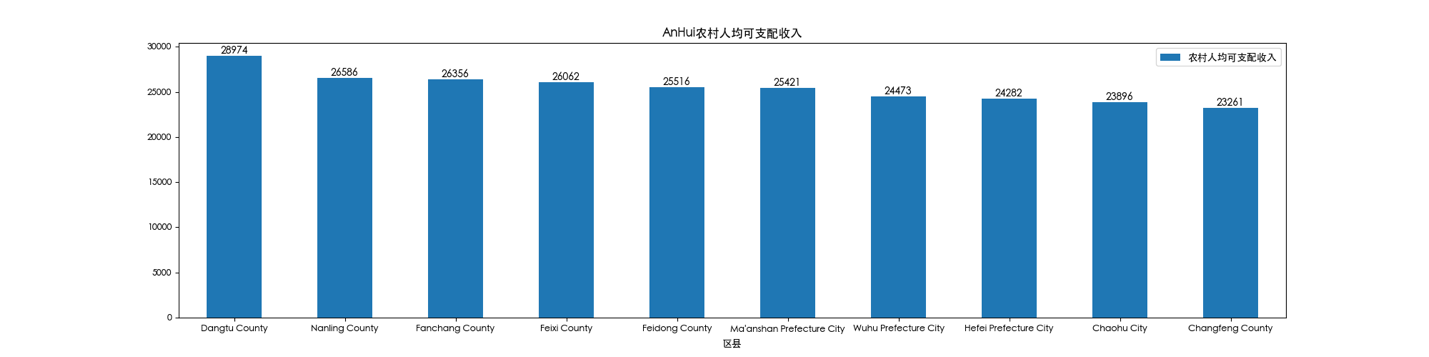 AnHui农村人均可支配收入
农村人均可支配收入
30000
25000
20000
15000
10000
5000
0
28974
26586
26356
26062
25516
25421
24473
24282
23896
23261
Dangtu County
Nanling County
Fanchang County
Feixi County
Feidong County
Ma'anshan Prefecture City
Wuhu Prefecture City
Hefei Prefecture City
Chaohu City
Changfeng County
区县